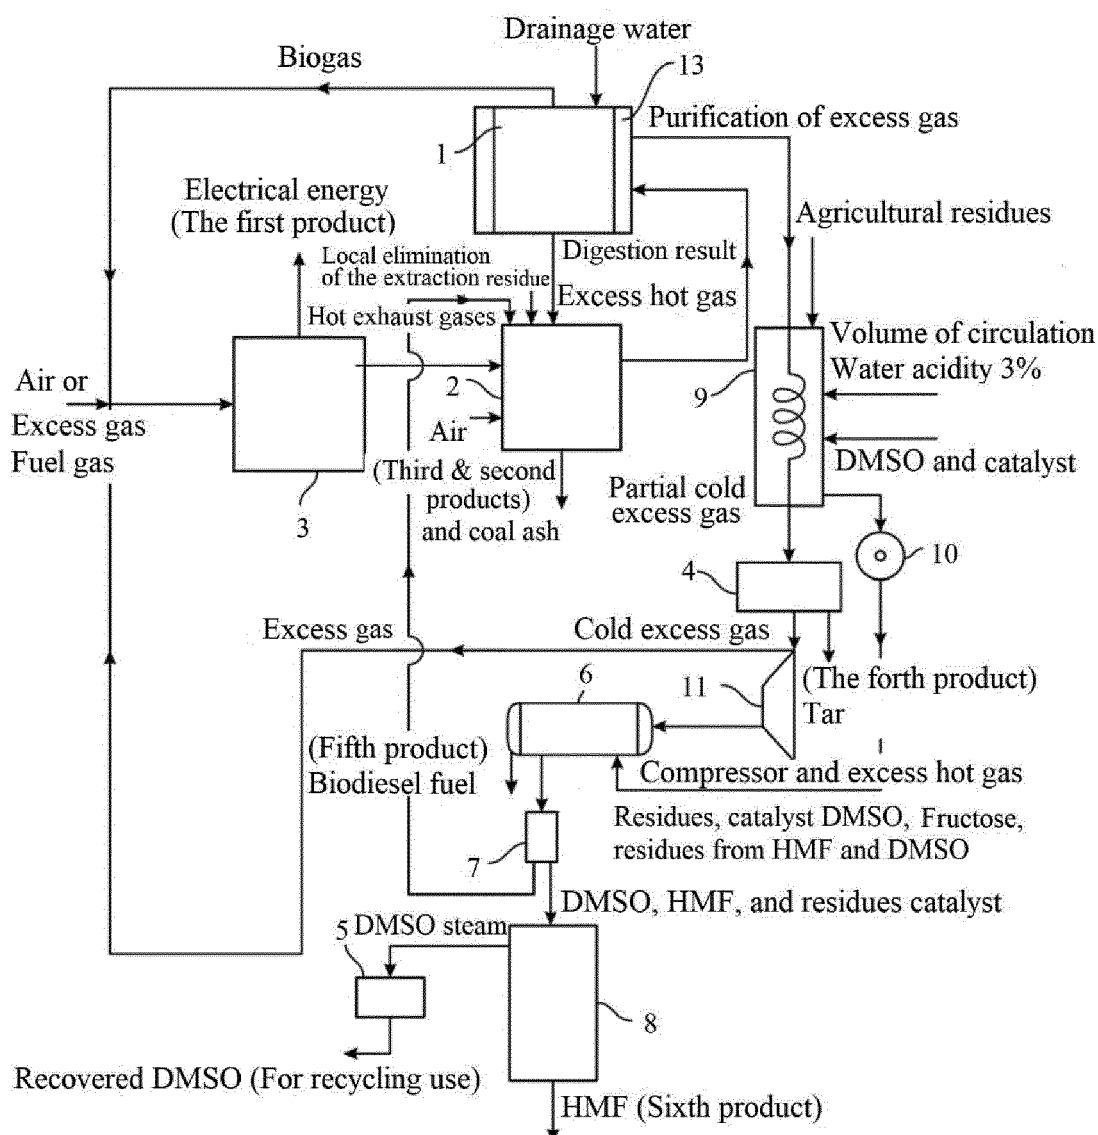 Drainage water
Biogas
13
Purification of excess gas
1
Electrical energy
(The first product)
Agricultural residues
Local elimination
of the extraction residue
Digestion result
Excess hot gas
Hot exhaust gases
Volume of circulation
Water acidity 3%
Air or
Excess gas
Fuel gas
2
9
Air
DMSO and catalyst
(Third & second
products)
and coal ash
Partial cold
excess gas
3
10
4
Excess gas
Cold excess gas
6
11
(The forth product)
Tar
(Fifth product)
Biodiesel fuel
Compressor and excess hot gas
Residues, catalyst DMSO, Fructose,
residues from HMF and DMSO
7
DMSO, HMF, and residues catalyst
5
DMSO steam
8
Recovered DMSO (For recycling use)
HMF (Sixth product)